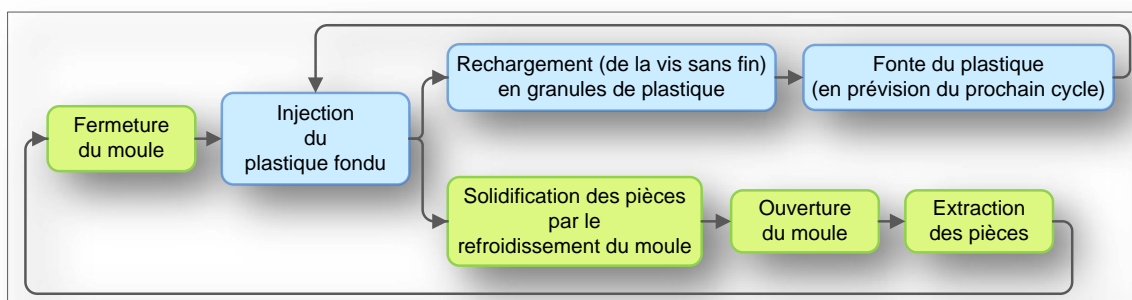 Fermeture
du moule
Injection
du
plastique fondu
Rechargement (de la vis sans fin)
en granules de plastique
Fonte du plastique
(en prévision du prochain cycle)
Solidification des pièces
par le
refroidissement du moule
Ouverture
du moule
Extraction
des pièces